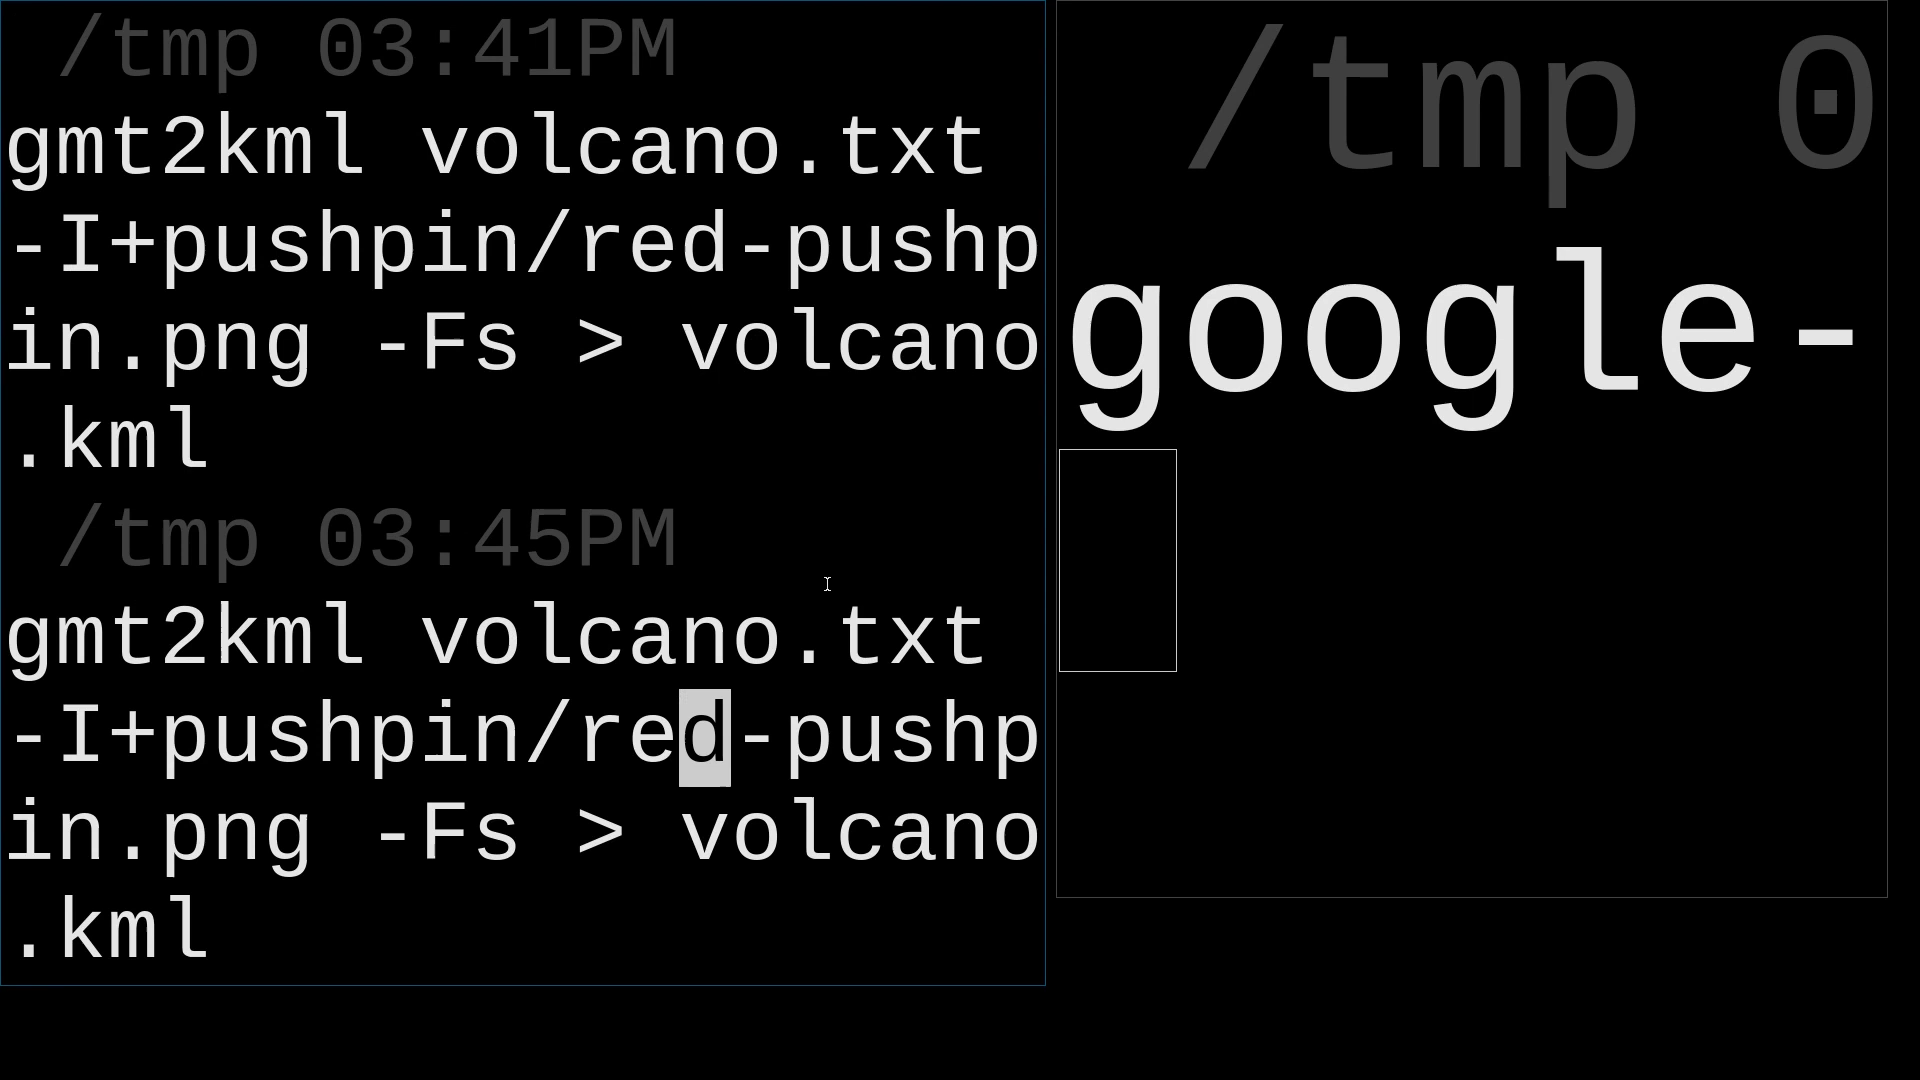 /tmp 03:41PM
gmt2kml volcano.txt
-I+pushpin/red-pushp
in.png -Fs > volcano
.kml
/tmp 03:45PM
gmt2kml volcano.txt
-I+pushpin/red-pushp
in.png -Fs > volcano
.kml
/tmp 0
google-